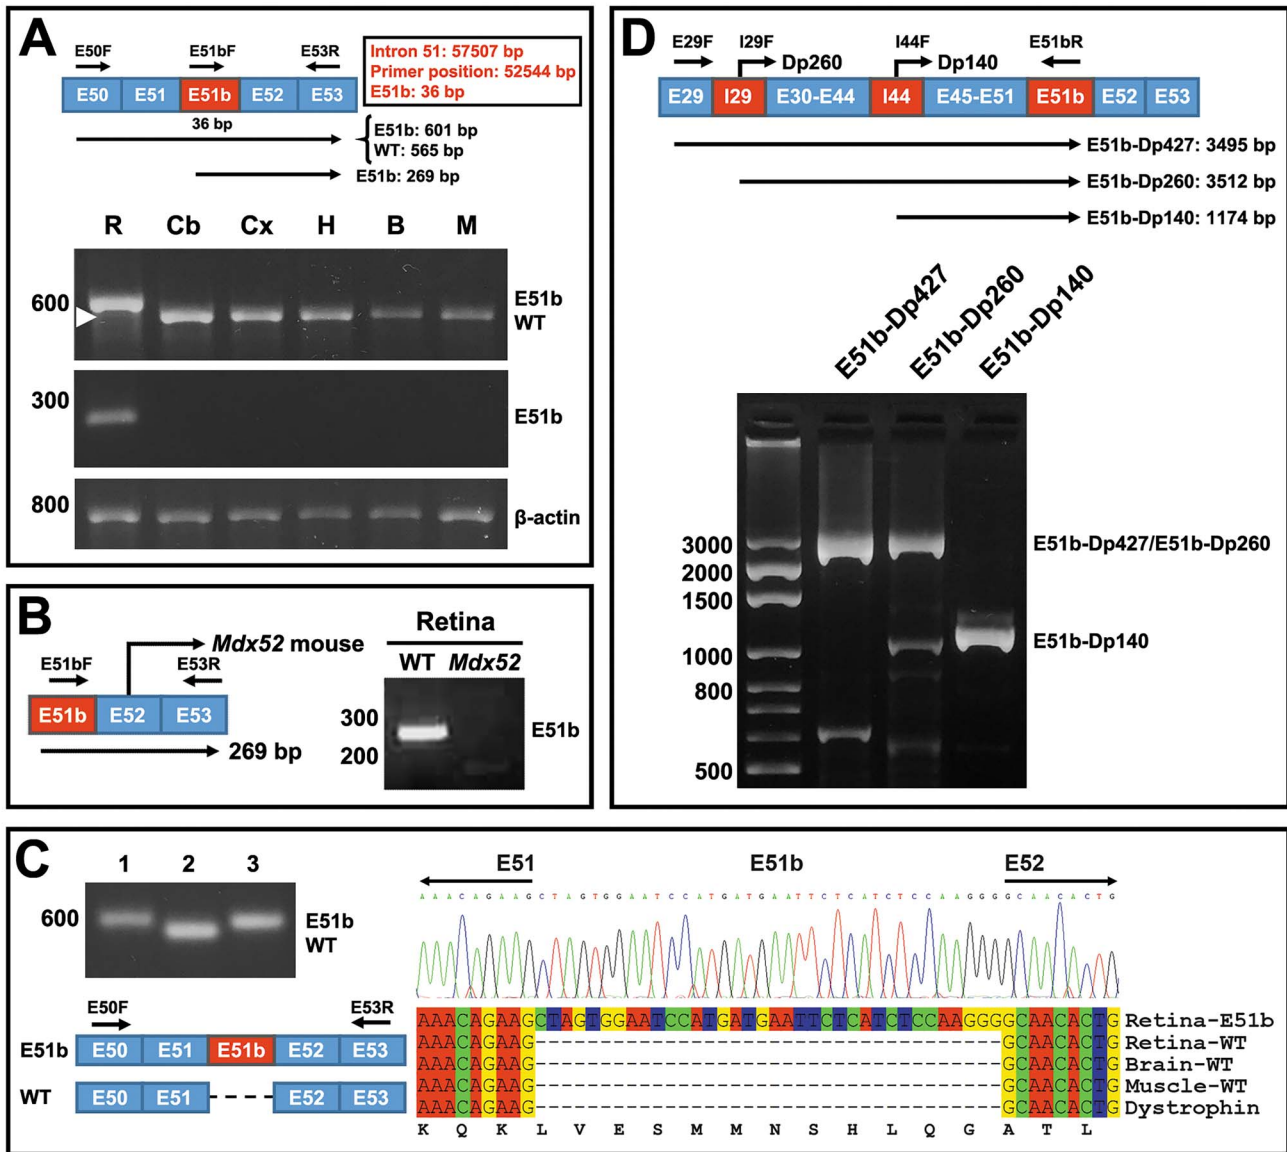 A
E50F
E51bF
E53R
E50 E51 E51b E52 E53
Intron 51: 57507 bp
Primer position: 52544 bp
E51b: 36 bp
36 bp
E51b: 601 bp
WT: 565 bp
E51b: 269 bp
R Cb Cx H B M
600
E51b
WT
300
E51b
800
β-actin
B
Mdx52 mouse
E51bF
E53R
E51b E52 E53
269 bp
Retina
WT Mdx52
300
200
E51b
D
E29F
I29F
Dp260
I44F
Dp140
E51bR
E29 I29 E30-E44 I44 E45-E51 E51b E52 E53
E51b-Dp427: 3495 bp
E51b-Dp260: 3512 bp
E51b-Dp140: 1174 bp
E51b-Dp427
E51b-Dp260
E51b-Dp140
3000
2000
1500
1000
800
500
E51b-Dp427/E51b-Dp260
E51b-Dp140
C
1 2 3
600
E51b
WT
E50F
E53R
E51b E50 E51 E51b E52 E53
WT E50 E51 ---- E52 E53
E51 E51b E52
A A A C A G A A G C T A G T G G A A T C C A T G A T G A A T T C T C A T C T C C A A G G G G C A A C A C T G
AAACAGAAGCTAGTGGAATCCATGATGAATTCTCATCTCCAAGGGGCAACACTG Retina-E51b
AAACAGAAG------------------------------------GCAACACTG Retina-WT
AAACAGAAG------------------------------------GCAACACTG Brain-WT
AAACAGAAG------------------------------------GCAACACTG Muscle-WT
AAACAGAAG------------------------------------GCAACACTG Dystrophin
K Q K L V E S M M N S H L Q G A T L